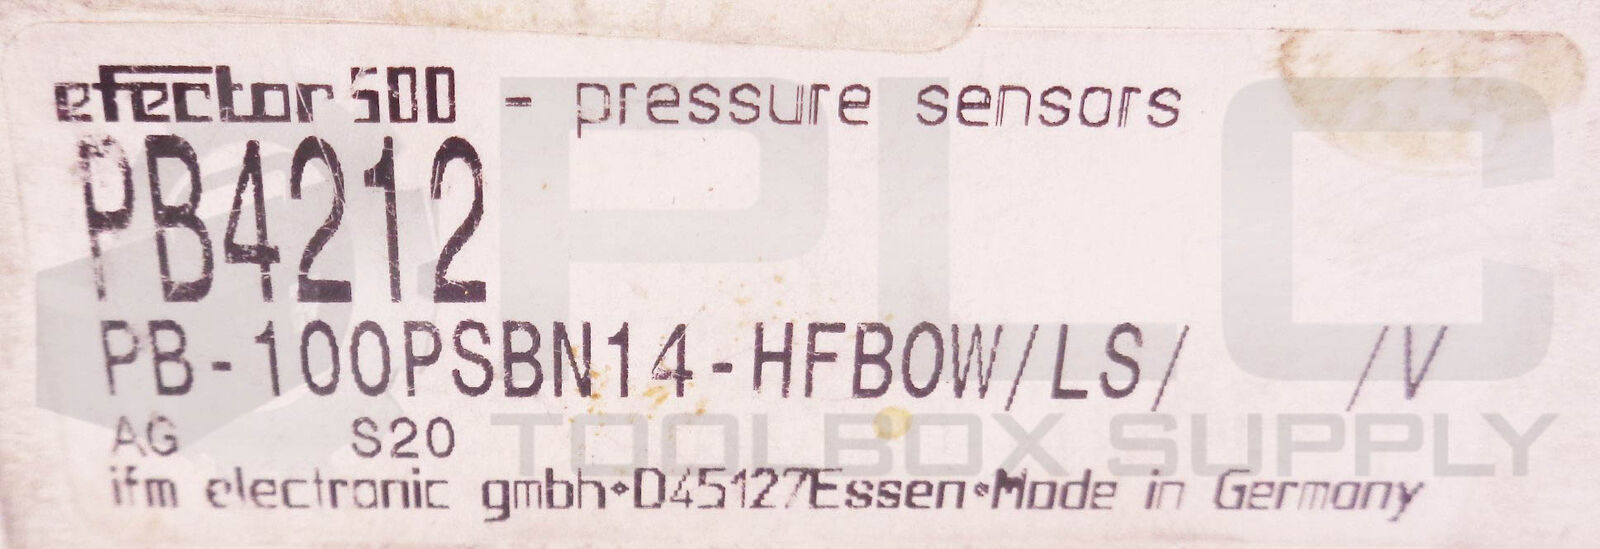 efector500 - pressure sensors
PB4212
PB-100PSBN14-HFBOW/LS/ /V
AG S20
ifm electronic gmbh•D45127Essen•Made in Germany
PLC
TOOLBOX SUPPLY